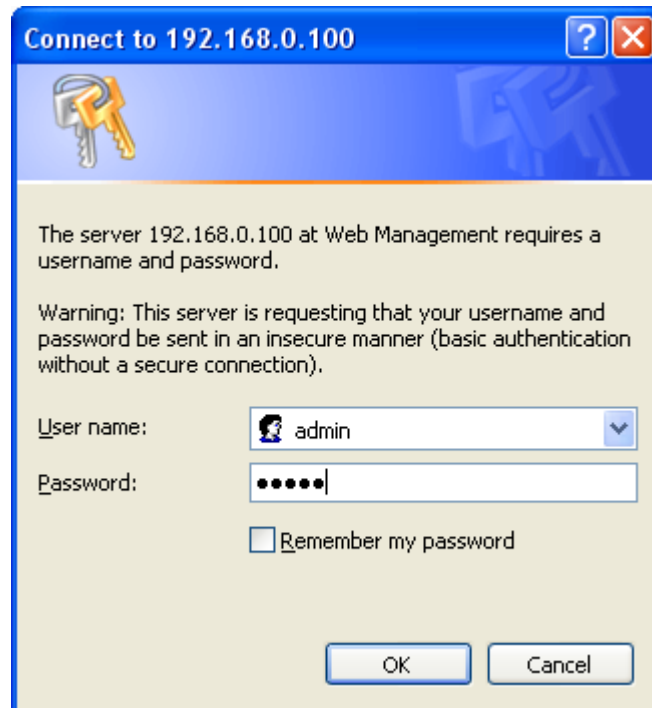 Connect to 192.168.0.100
The server 192.168.0.100 at Web Management requires a
username and password.
Warning: This server is requesting that your username and
password be sent in an insecure manner (basic authentication
without a secure connection).
User name:
admin
Password:
•••••
Remember my password
OK
Cancel